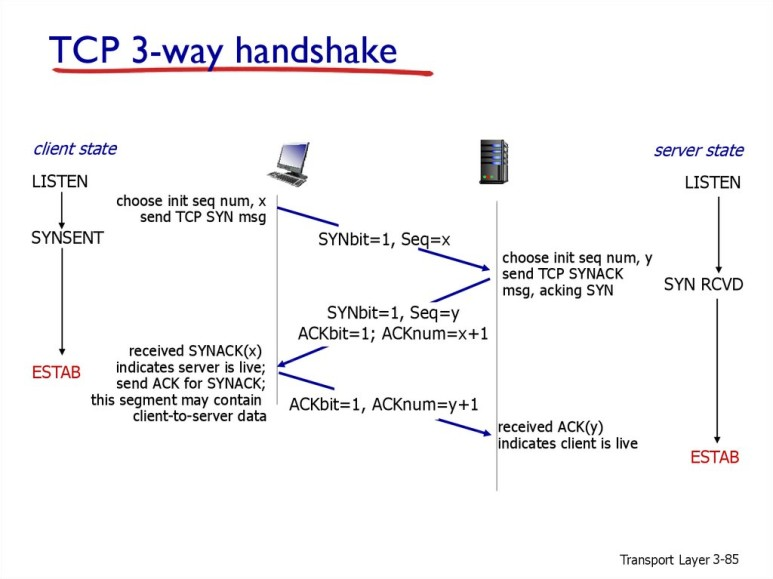 TCP 3-way handshake
client state
server state
LISTEN
LISTEN
choose init seq num, x
send TCP SYN msg
SYNSENT
SYNbit=1, Seq=x
choose init seq num, y
send TCP SYNACK
msg, acking SYN
SYN RCVD
SYNbit=1, Seq=y
ACKbit=1; ACKnum=x+1
received SYNACK(x)
indicates server is live;
send ACK for SYNACK;
this segment may contain
client-to-server data
ESTAB
ACKbit=1, ACKnum=y+1
received ACK(y)
indicates client is live
ESTAB
Transport Layer 3-85